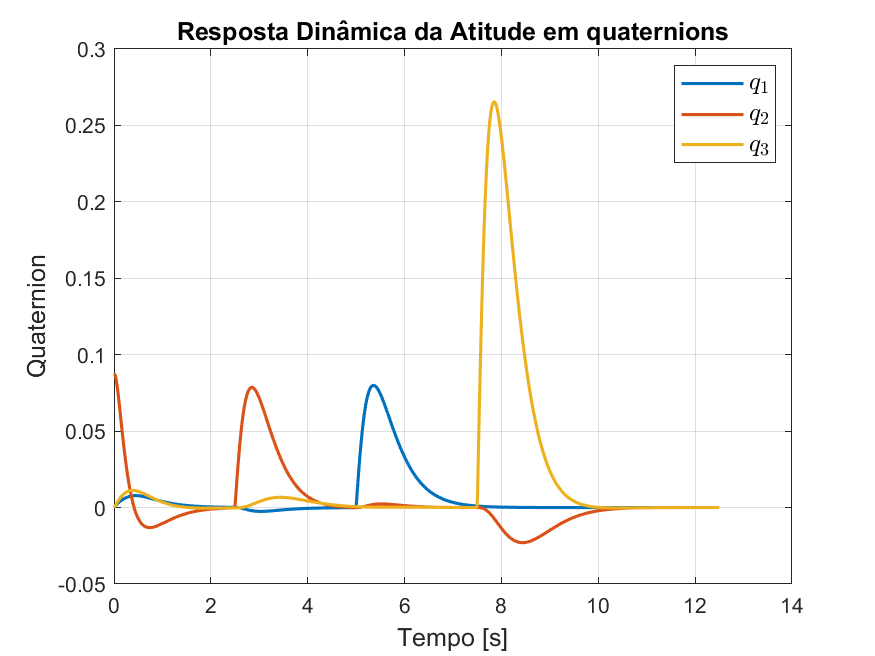 Resposta Dinâmica da Atitude em quaternions
0.3
0.25
0.2
0.15
0.1
0.05
0
-0.05
Quaternion
q1
q2
q3
0 2 4 6 8 10 12 14
Tempo [s]